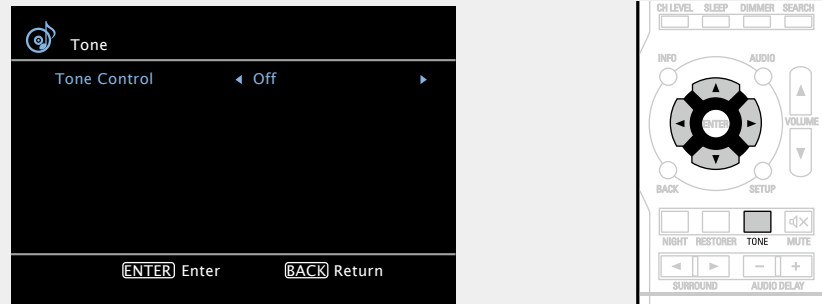 Tone
Tone Control ◀ Off ▶
ENTER Enter BACK Return
CH LEVEL SLEEP DIMMER SEARCH
INFO AUDIO
ENTER
VOLUME
BACK SETUP
NIGHT RESTORER TONE MUTE
SURROUND AUDIO DELAY